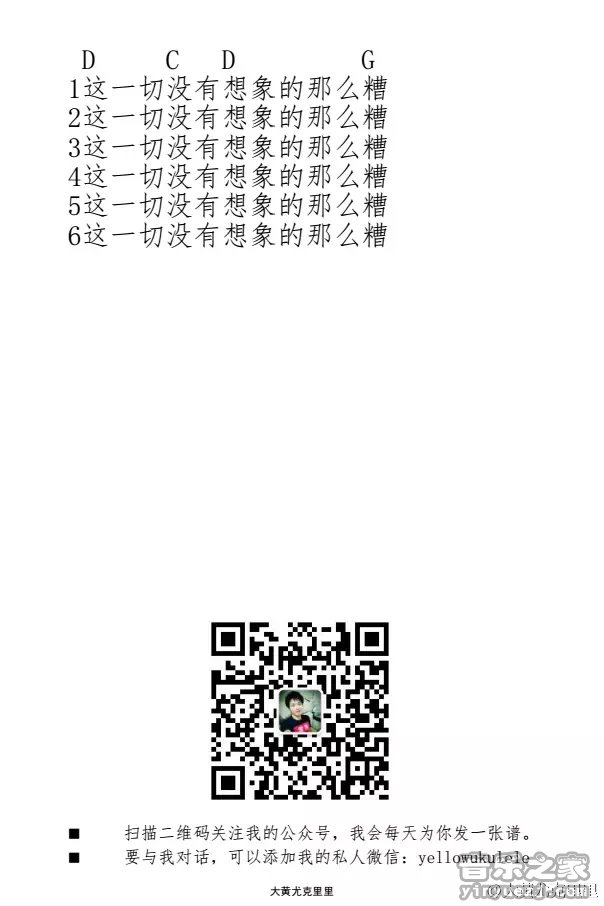 D C D G
1这一切没有想象的那么糟
2这一切没有想象的那么糟
3这一切没有想象的那么糟
4这一切没有想象的那么糟
5这一切没有想象的那么糟
6这一切没有想象的那么糟
■ 扫描二维码关注我的公众号，我会每天为你发一张谱。
■ 要与我对话，可以添加我的私人微信：yellowukulele
音乐之家
大黄尤克里里